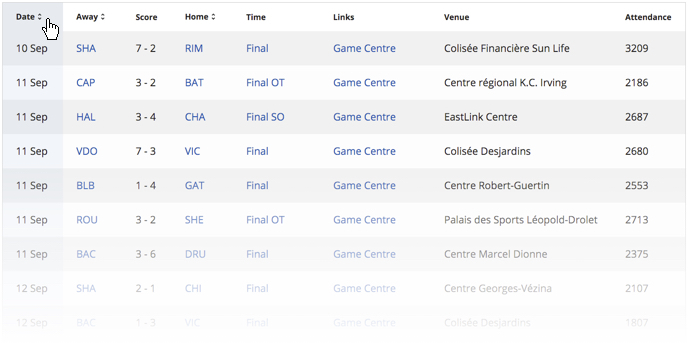 Date Away Score Home Time Links Venue Attendance
10 Sep SHA 7 - 2 RIM Final Game Centre Colisée Financière Sun Life 3209
11 Sep CAP 3 - 2 BAT Final OT Game Centre Centre régional K.C. Irving 2186
11 Sep HAL 3 - 4 CHA Final SO Game Centre EastLink Centre 2687
11 Sep VDO 7 - 3 VIC Final Game Centre Colisée Desjardins 2680
11 Sep BLB 1 - 4 GAT Final Game Centre Centre Robert-Guertin 2553
11 Sep ROU 3 - 2 SHE Final OT Game Centre Palais des Sports Léopold-Drolet 2713
11 Sep BAC 3 - 6 DRU Final Game Centre Centre Marcel Dionne 2375
12 Sep SHA 2 - 1 CHI Final Game Centre Centre Georges-Vézina 2107
12 Sep BAC 1 - 3 VIC Final Game Centre Colisée Desjardins 1807